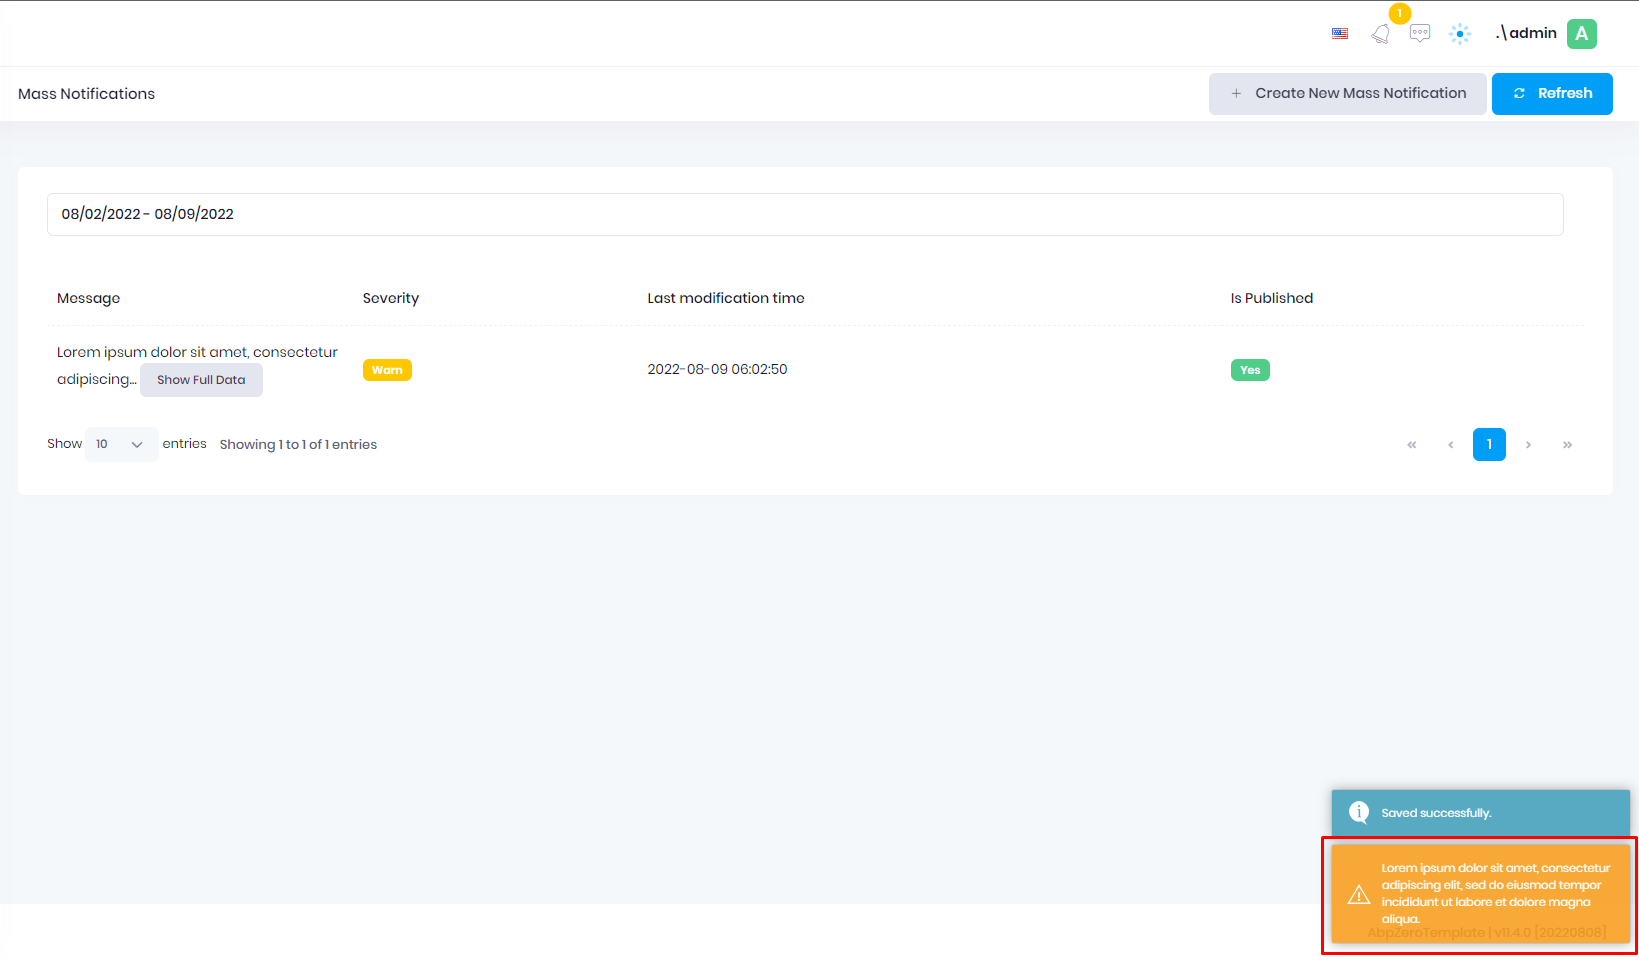 1
.\admin
A
Mass Notifications
Create New Mass Notification
Refresh
08/02/2022 - 08/09/2022
Message Severity Last modification time Is Published
Lorem ipsum dolor sit amet, consectetur
adipiscing... Show Full Data
Warn
2022-08-09 06:02:50
Yes
Show 10 entries Showing 1 to 1 of 1 entries
« ‹ 1 › »
Saved successfully.
Lorem ipsum dolor sit amet, consectetur
adipiscing elit, sed do eiusmod tempor
incididunt ut labore et dolore magna
aliqua.
AbpZeroTemplate | v11.4.0 [20220808]